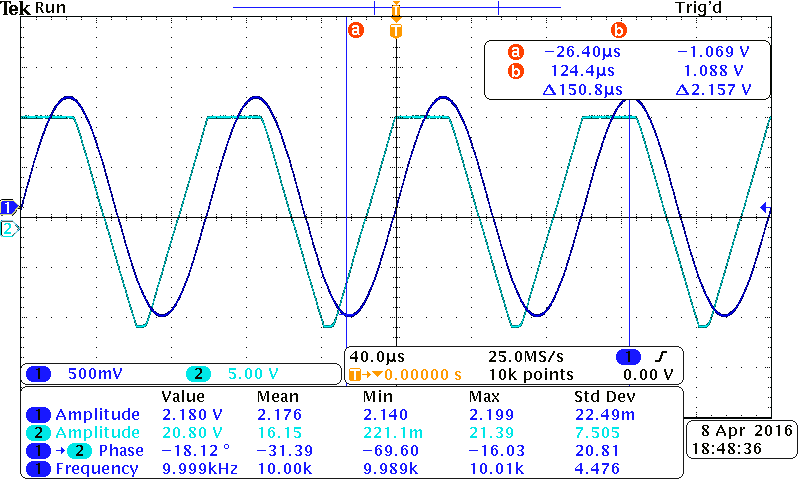 Tek Run Trig'd
T
a T b
a −26.40µs −1.069 V
b 124.4µs 1.088 V
Δ150.8µs Δ2.157 V
1
2
1 500mV 2 5.00 V
40.0µs 25.0MS/s 1
T→▼0.00000 s 10k points 0.00 V
Value Mean Min Max Std Dev
1 Amplitude 2.180 V 2.176 2.140 2.199 22.49m
2 Amplitude 20.80 V 16.15 221.1m 21.39 7.505
1→2 Phase −18.12 ° −31.39 −69.60 −16.03 20.81
1 Frequency 9.999kHz 10.00k 9.989k 10.01k 4.476
8 Apr 2016
18:48:36